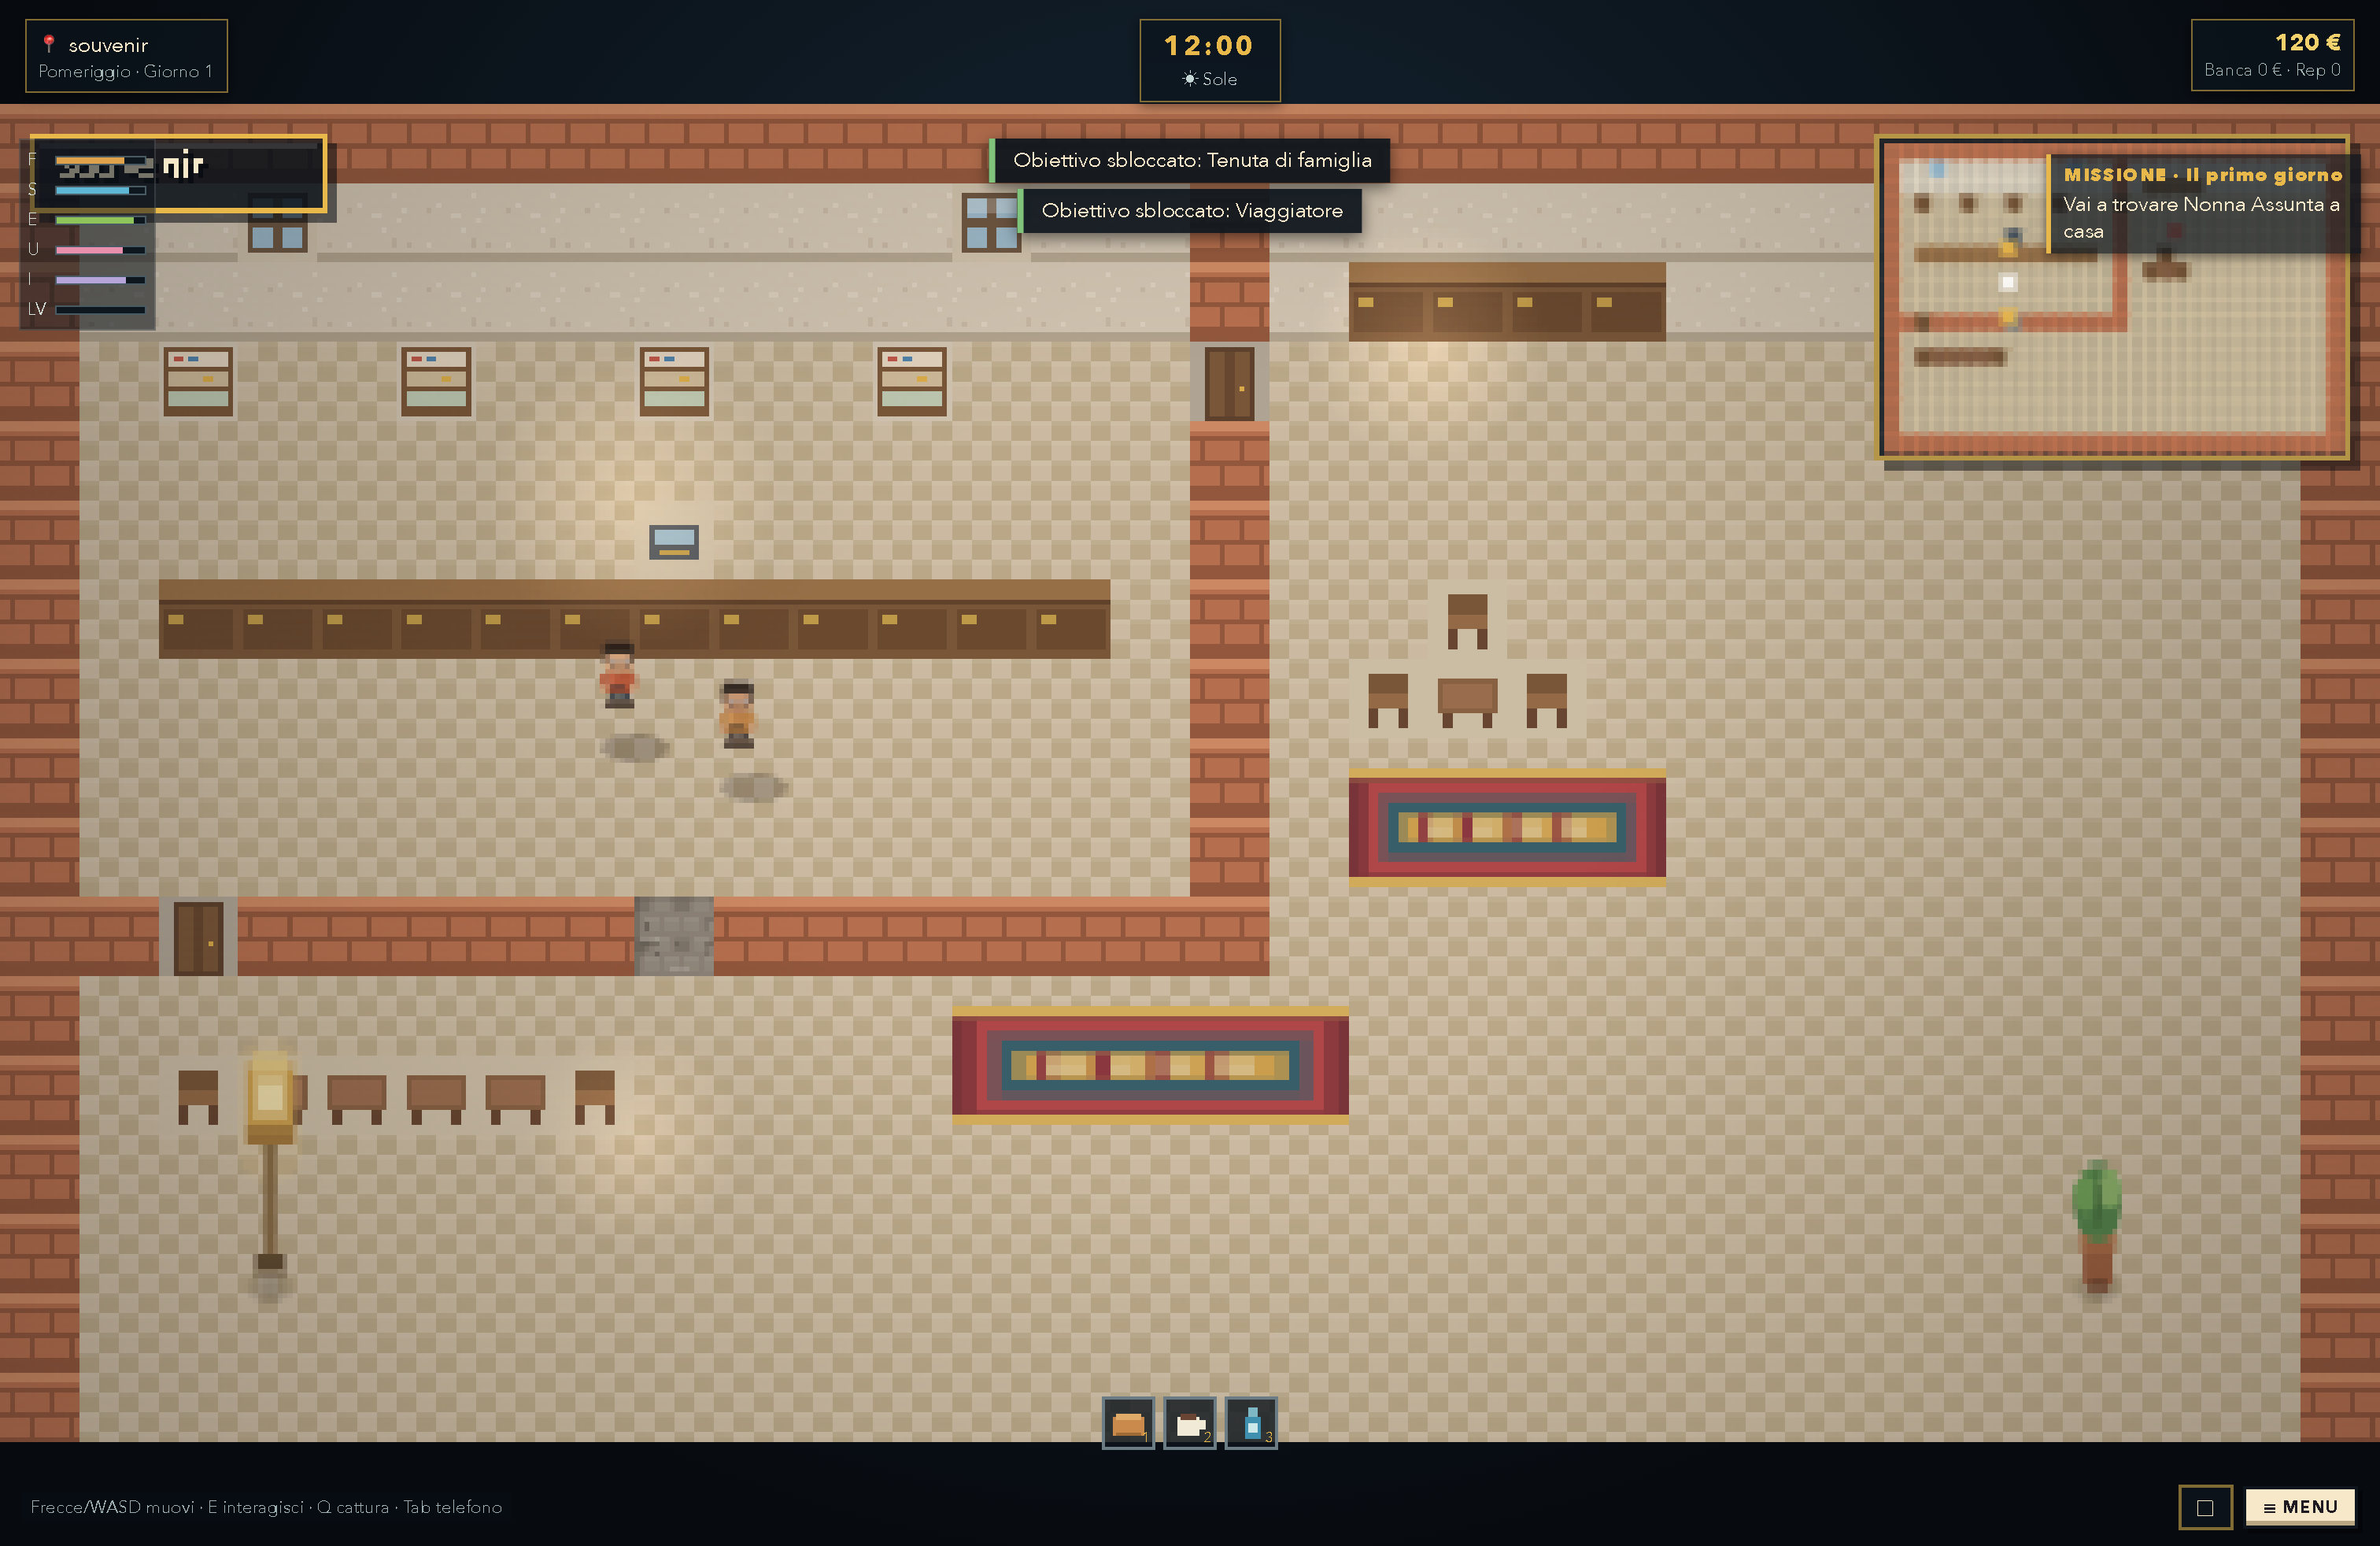 souvenir
Pomeriggio · Giorno 1
12:00
Sole
120 €
Banca 0 € · Rep 0
Obiettivo sbloccato: Tenuta di famiglia
Obiettivo sbloccato: Viaggiatore
MISSIONE · Il primo giorno
Vai a trovare Nonna Assunta a
casa
F
S
E
U
I
LV
1
2
3
Frecce/WASD muovi · E interagisci · Q cattura · Tab telefono
≡ MENU